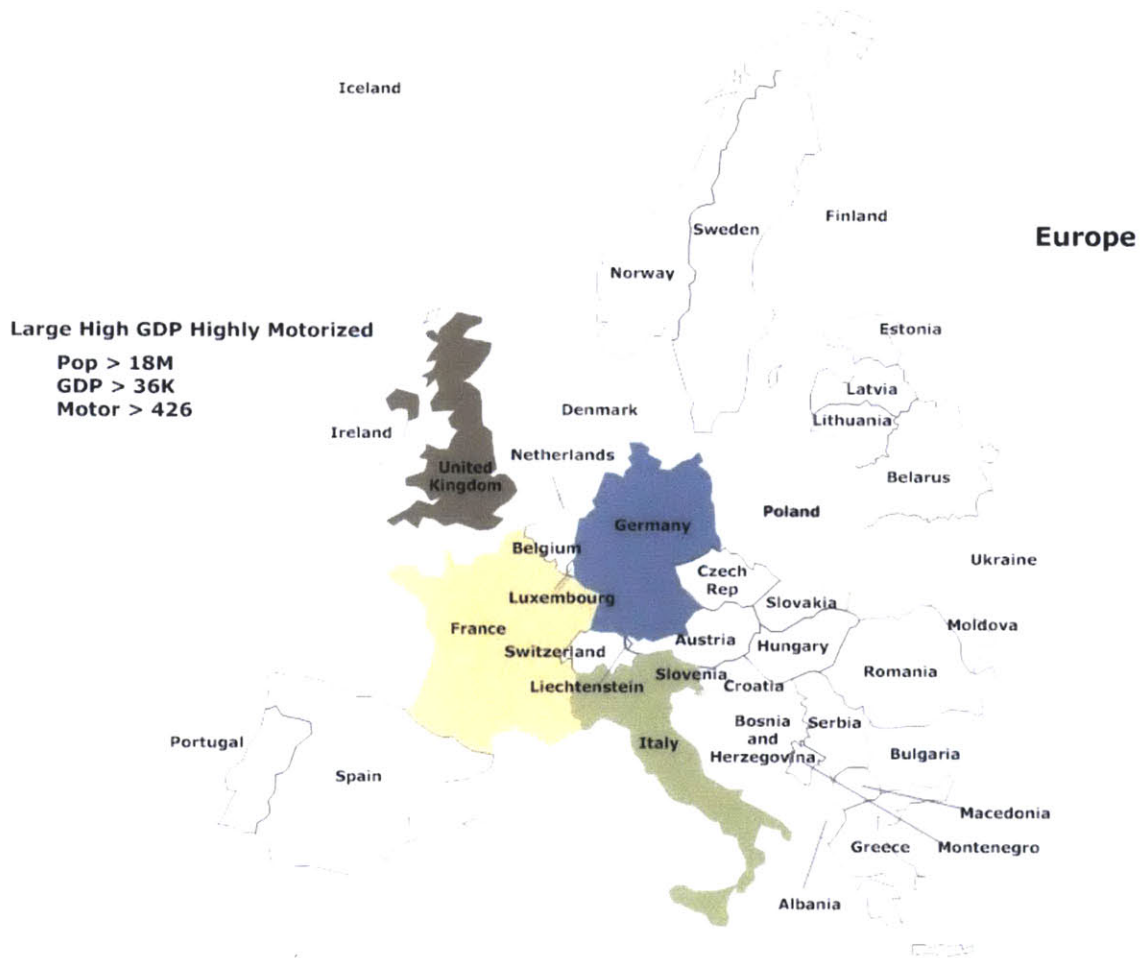 Iceland
Finland
Sweden
Europe
Norway
Large High GDP Highly Motorized
Pop > 18M
GDP > 36K
Motor > 426
Estonia
Latvia
Denmark
Lithuania
Ireland
Netherlands
United
Kingdom
Belarus
Poland
Germany
Belgium
Ukraine
Czech
Rep
Luxembourg
Slovakia
France
Moldova
Austria
Hungary
Switzerland
Slovenia
Romania
Liechtenstein
Croatia
Bosnia
and
Herzegovina
Serbia
Portugal
Italy
Bulgaria
Spain
Macedonia
Greece
Montenegro
Albania